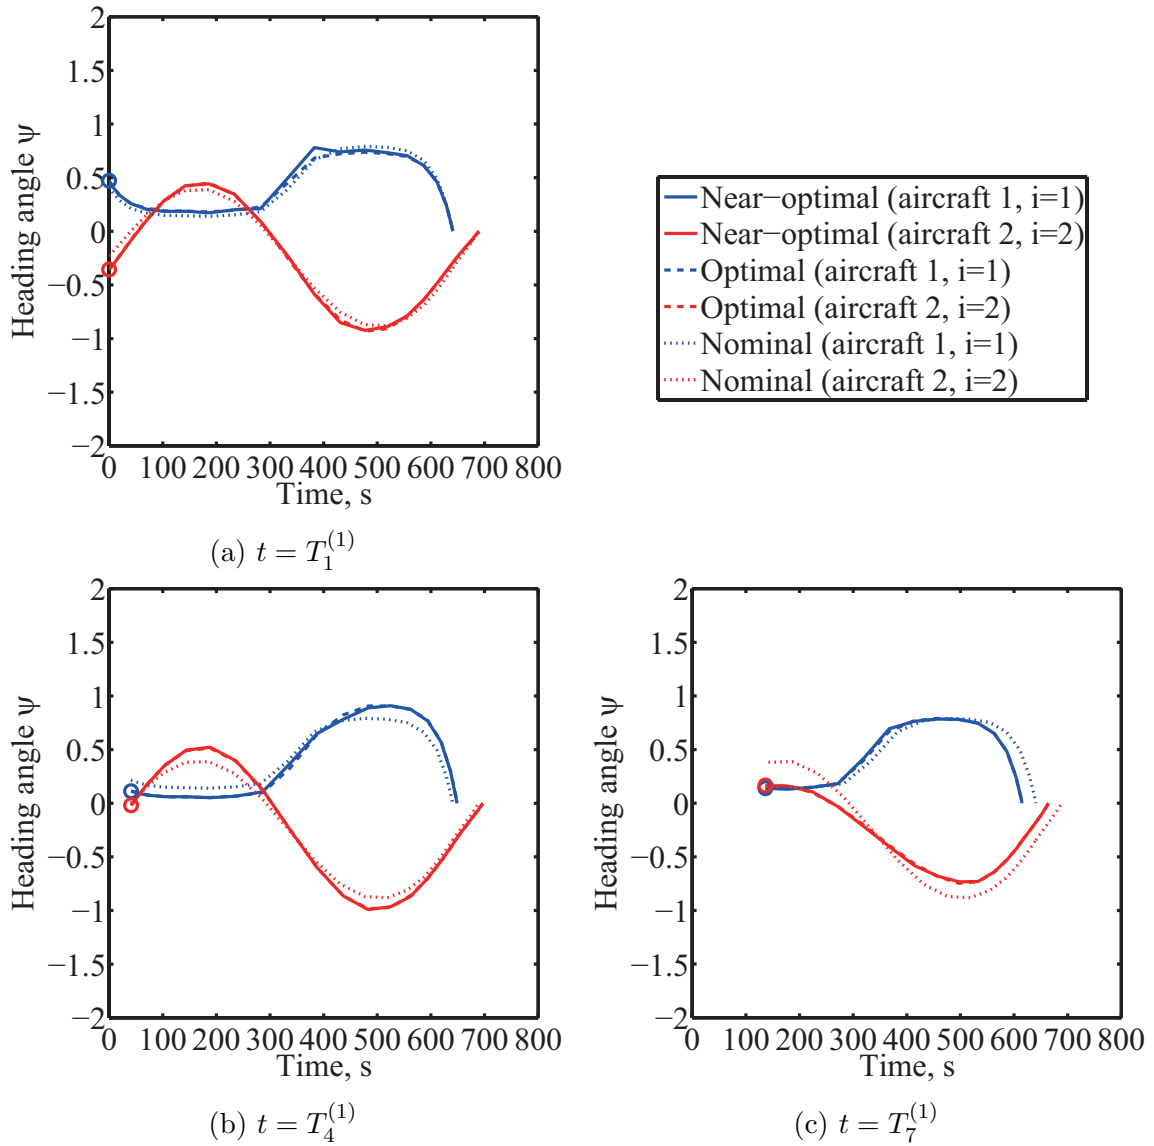 2
1.5
1
0.5
0
−0.5
−1
−1.5
−2
Heading angle ψ
0 100 200 300 400 500 600 700 800
Time, s
(a) t = T_1^{(1)}
Near−optimal (aircraft 1, i=1)
Near−optimal (aircraft 2, i=2)
Optimal (aircraft 1, i=1)
Optimal (aircraft 2, i=2)
Nominal (aircraft 1, i=1)
Nominal (aircraft 2, i=2)
2
1.5
1
0.5
0
−0.5
−1
−1.5
−2
Heading angle ψ
0 100 200 300 400 500 600 700 800
Time, s
(b) t = T_4^{(1)}
2
1.5
1
0.5
0
−0.5
−1
−1.5
−2
Heading angle ψ
0 100 200 300 400 500 600 700 800
Time, s
(c) t = T_7^{(1)}